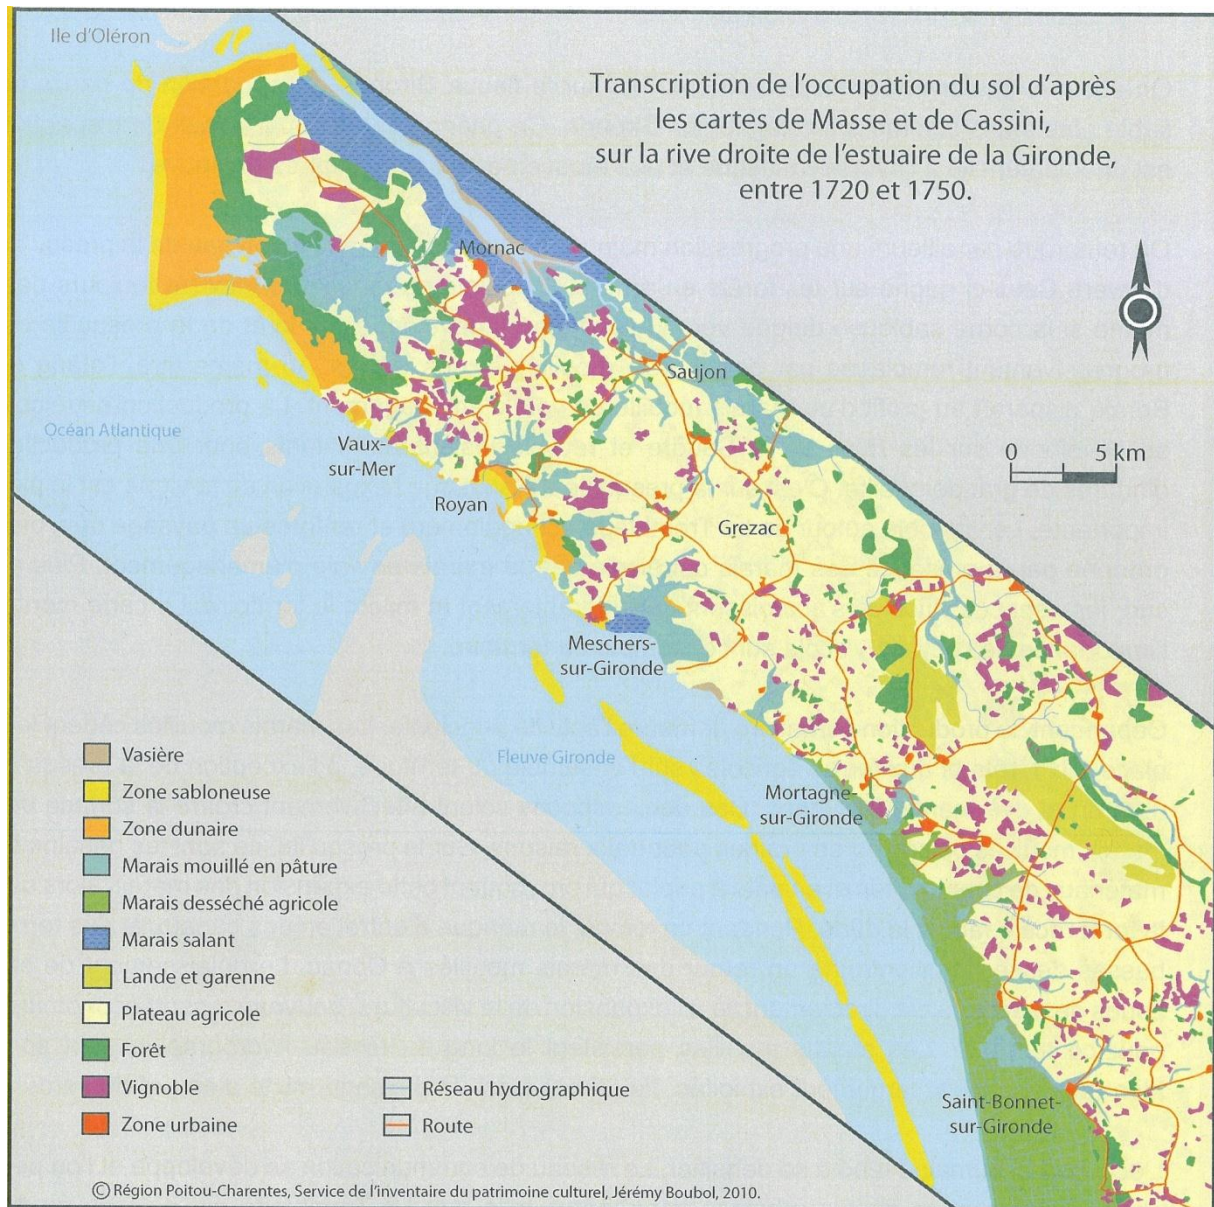 Ile d'Oléron
Transcription de l'occupation du sol d'après
les cartes de Masse et de Cassini,
sur la rive droite de l'estuaire de la Gironde,
entre 1720 et 1750.
Mornac
Saujon
Océan Atlantique
Vaux-
sur-Mer
0 5 km
Royan
Grezac
Meschers-
sur-Gironde
Fleuve Gironde
Mortagne-
sur-Gironde
Saint-Bonnet-
sur-Gironde
Vasière
Zone sabloneuse
Zone dunaire
Marais mouillé en pâture
Marais desséché agricole
Marais salant
Lande et garenne
Plateau agricole
Forêt
Vignoble
Zone urbaine
Réseau hydrographique
Route
© Région Poitou-Charentes, Service de l'inventaire du patrimoine culturel, Jérémy Boubol, 2010.